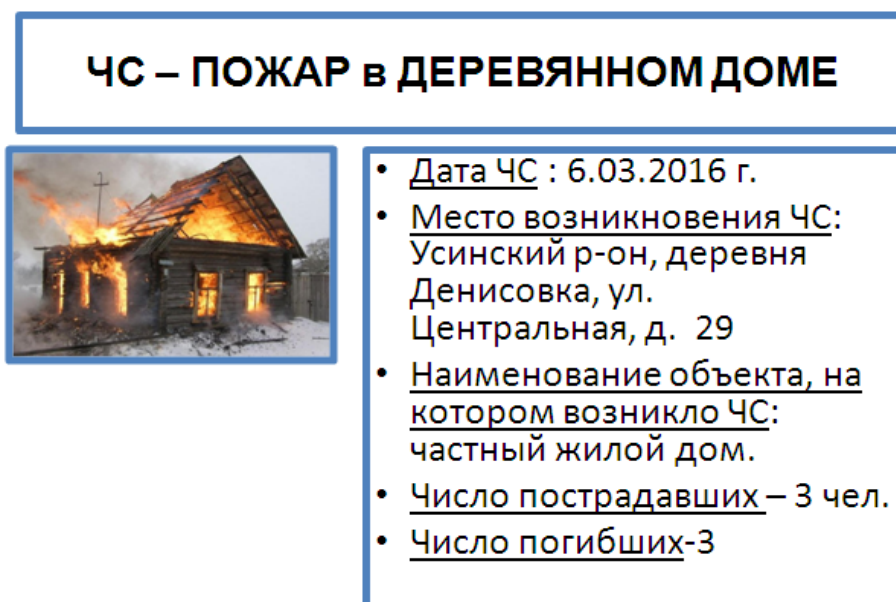 ЧС – ПОЖАР в ДЕРЕВЯННОМ ДОМЕ
• Дата ЧС : 6.03.2016 г.
• Место возникновения ЧС:
Усинский р-он, деревня
Денисовка, ул.
Центральная, д. 29
• Наименование объекта, на
котором возникло ЧС:
частный жилой дом.
• Число пострадавших – 3 чел.
• Число погибших-3